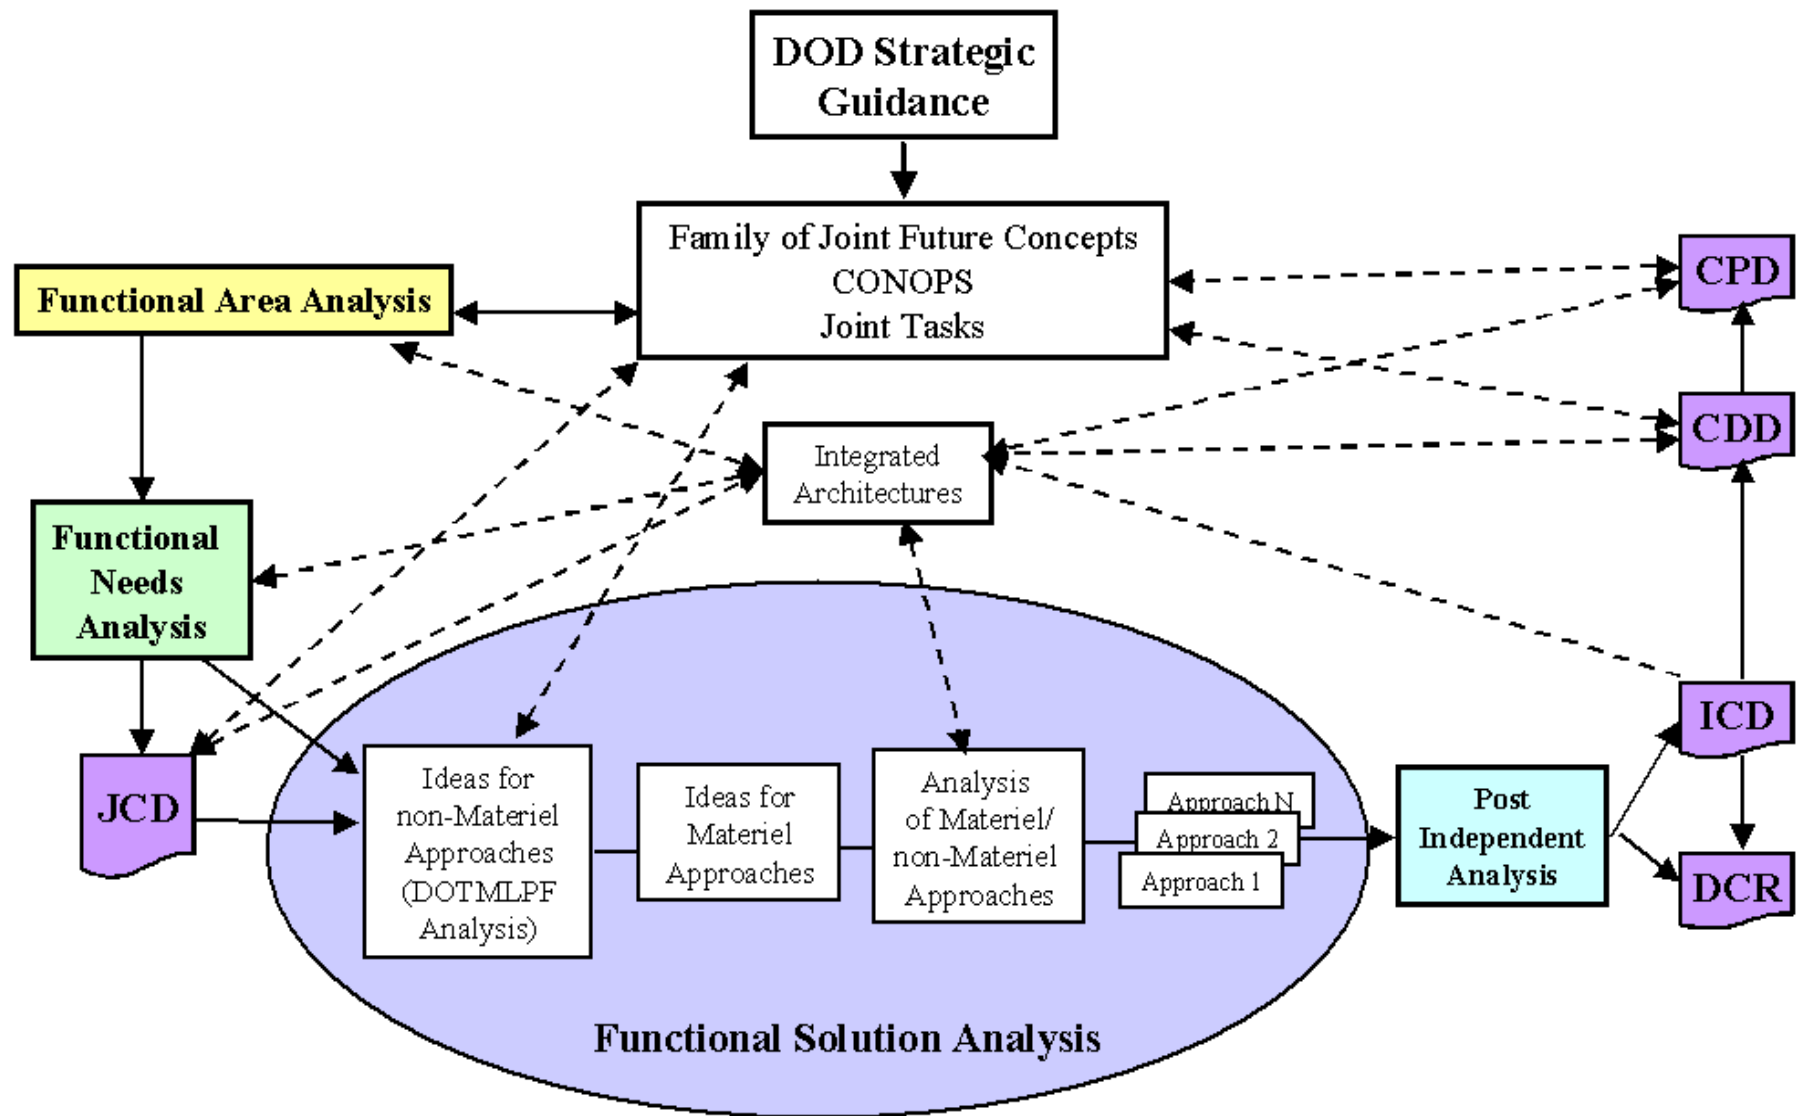 DOD Strategic
Guidance
Family of Joint Future Concepts
CONOPS
Joint Tasks
CPD
Functional Area Analysis
CDD
Integrated
Architectures
Functional
Needs
Analysis
ICD
JCD
Ideas for
non-Materiel
Approaches
(DOTMLPF
Analysis)
Ideas for
Materiel
Approaches
Analysis
of Materiel/
non-Materiel
Approaches
Approach N
Approach 2
Approach 1
Post
Independent
Analysis
DCR
Functional Solution Analysis